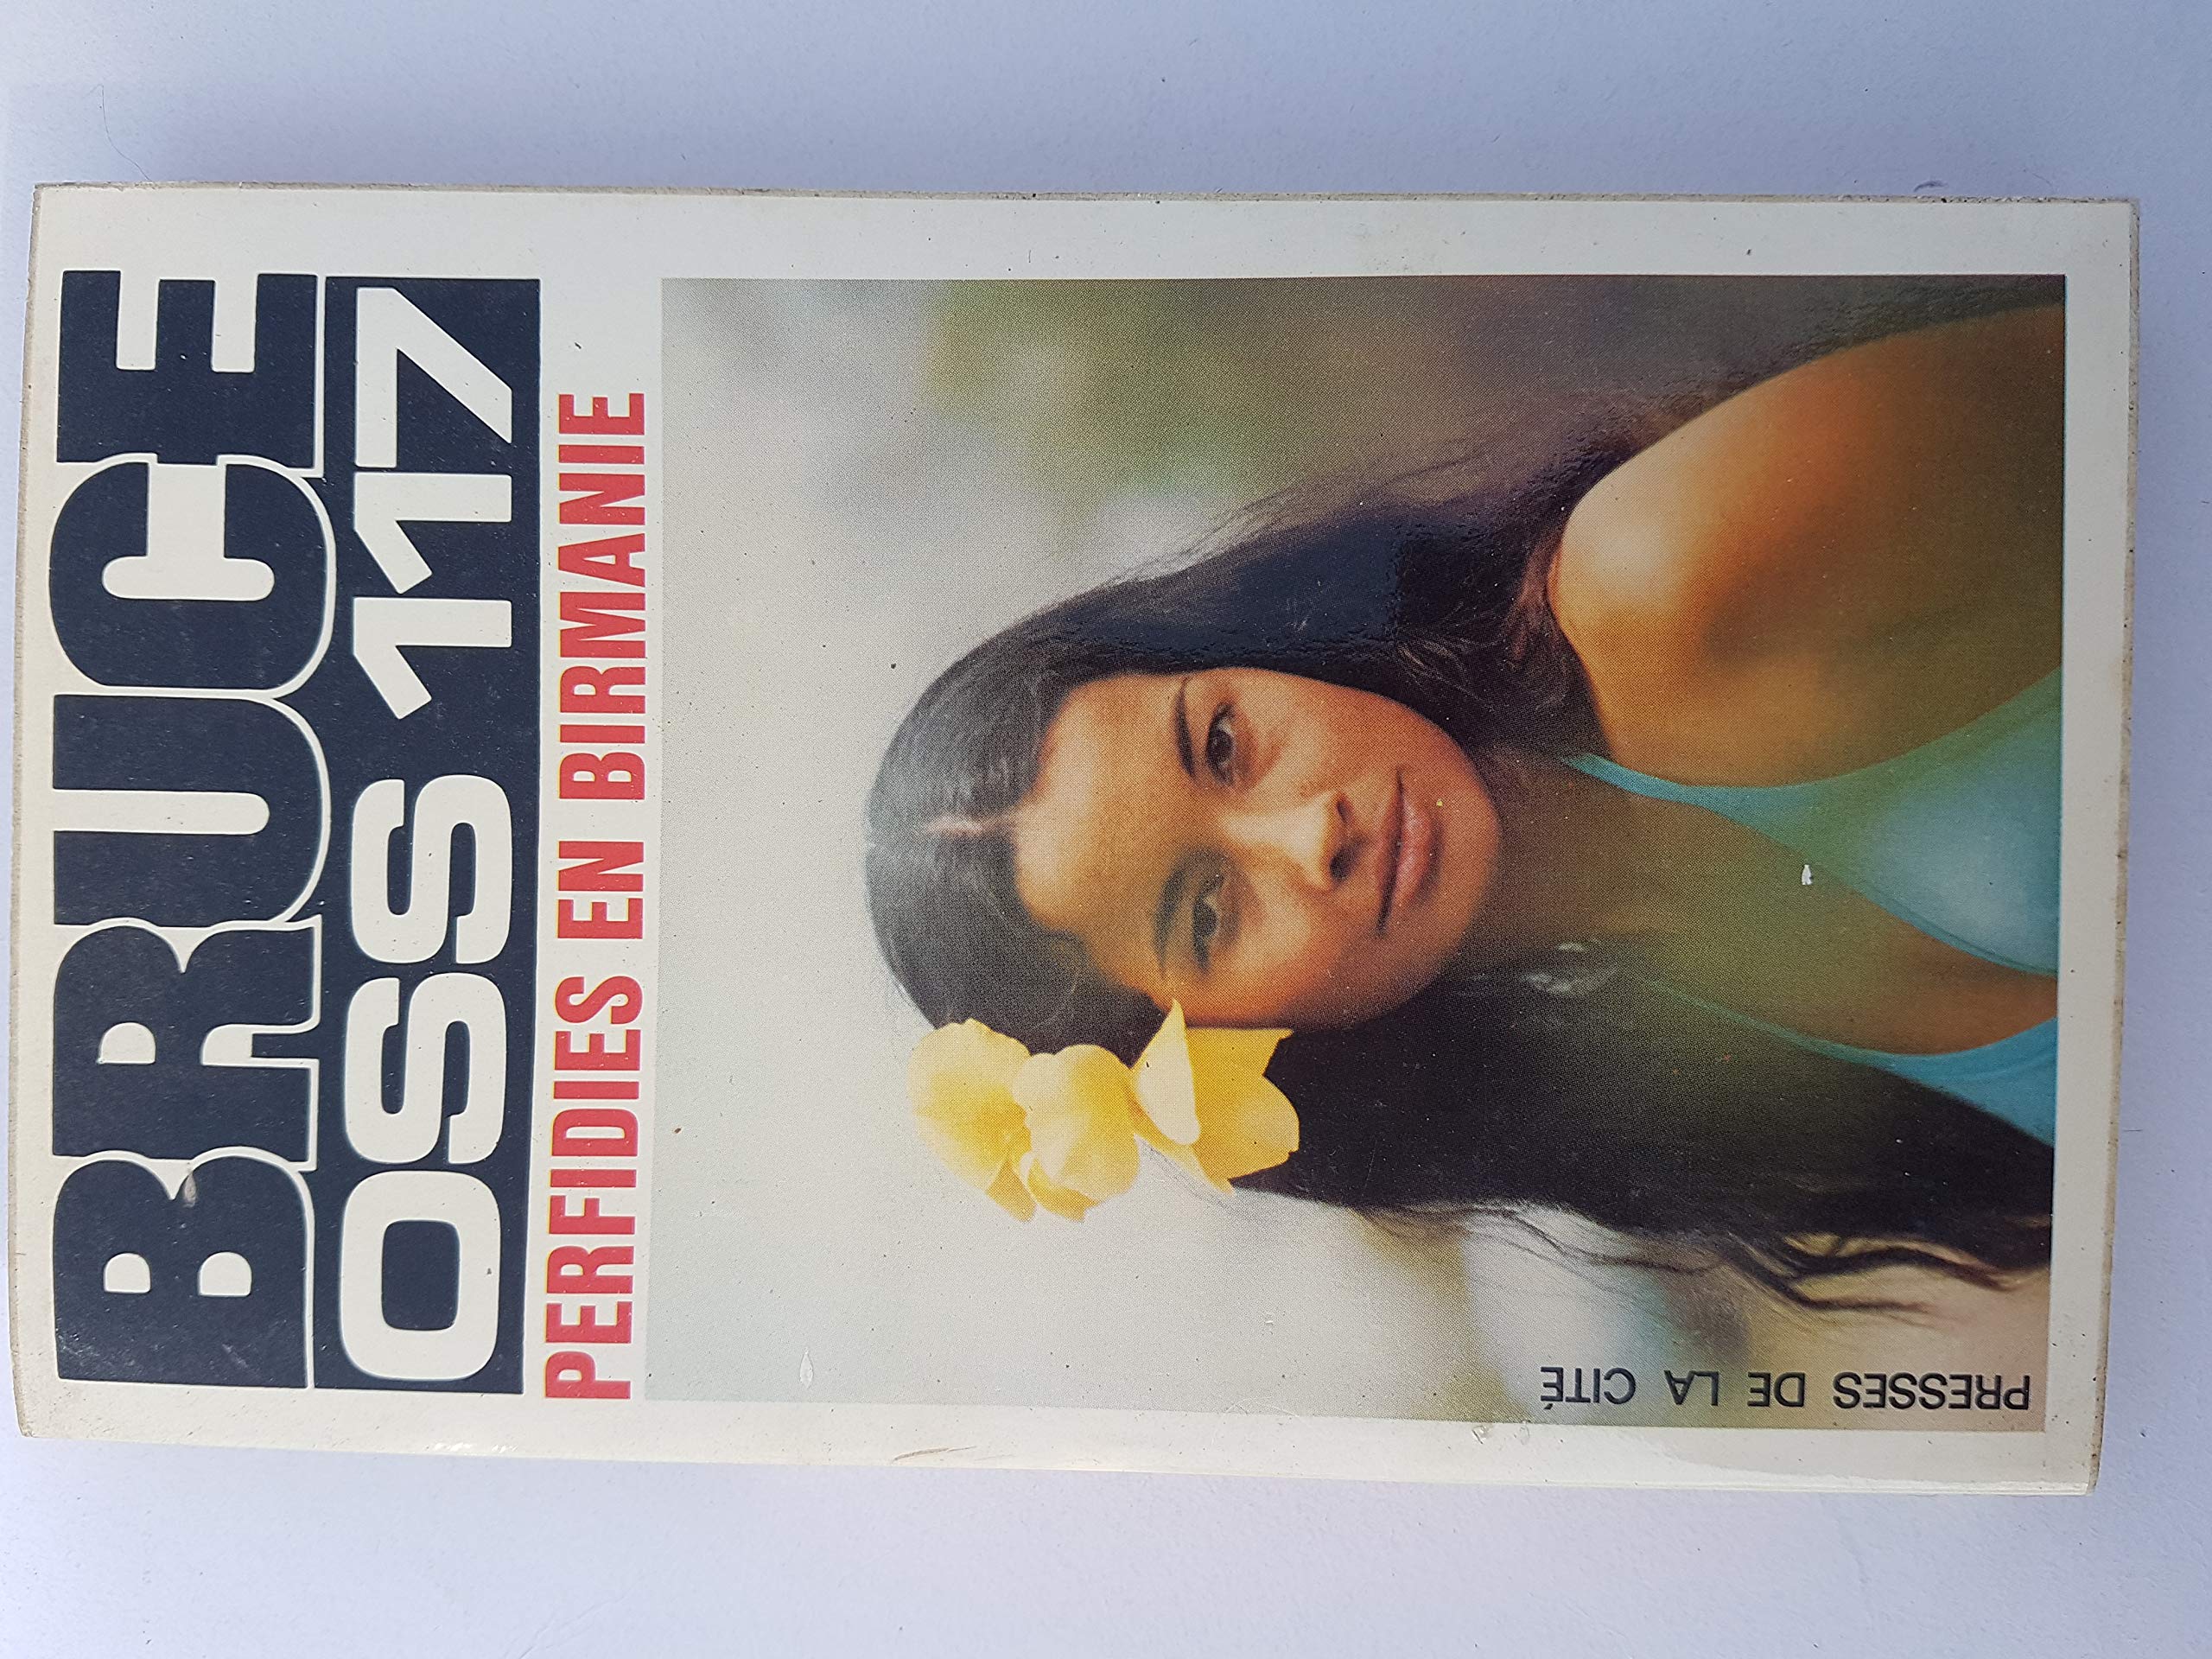 BRUCE
OSS 117
PERFIDIES EN BIRMANIE
PRESSES DE LA CITÉ